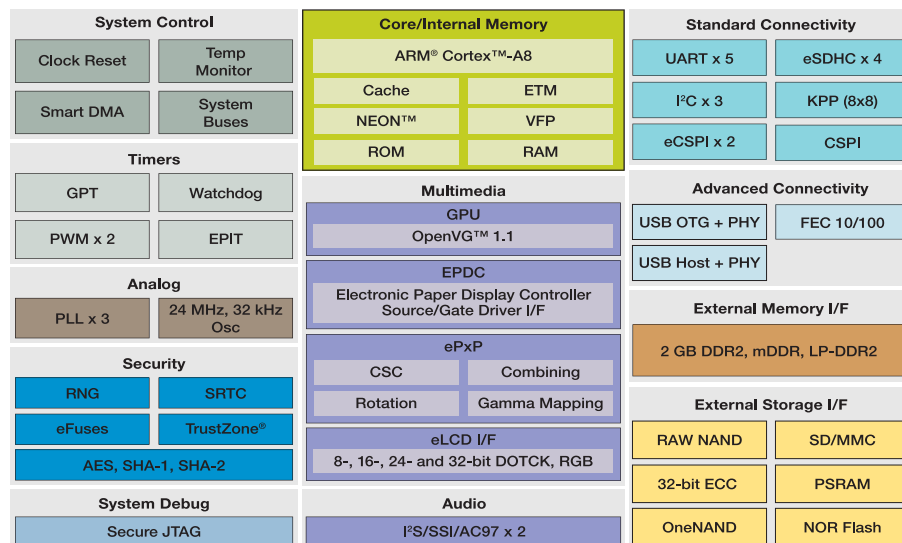 System Control
Clock Reset
Temp
Monitor
Smart DMA
System
Buses
Timers
GPT
Watchdog
PWM x 2
EPIT
Analog
PLL x 3
24 MHz, 32 kHz
Osc
Security
RNG
SRTC
eFuses
TrustZone®
AES, SHA-1, SHA-2
System Debug
Secure JTAG
Core/Internal Memory
ARM® Cortex™-A8
Cache
ETM
NEON™
VFP
ROM
RAM
Multimedia
GPU
OpenVG™ 1.1
EPDC
Electronic Paper Display Controller
Source/Gate Driver I/F
ePxP
CSC
Combining
Rotation
Gamma Mapping
eLCD I/F
8-, 16-, 24- and 32-bit DOTCK, RGB
Audio
I²S/SSI/AC97 x 2
Standard Connectivity
UART x 5
eSDHC x 4
I²C x 3
KPP (8x8)
eCSPI x 2
CSPI
Advanced Connectivity
USB OTG + PHY
FEC 10/100
USB Host + PHY
External Memory I/F
2 GB DDR2, mDDR, LP-DDR2
External Storage I/F
RAW NAND
SD/MMC
32-bit ECC
PSRAM
OneNAND
NOR Flash